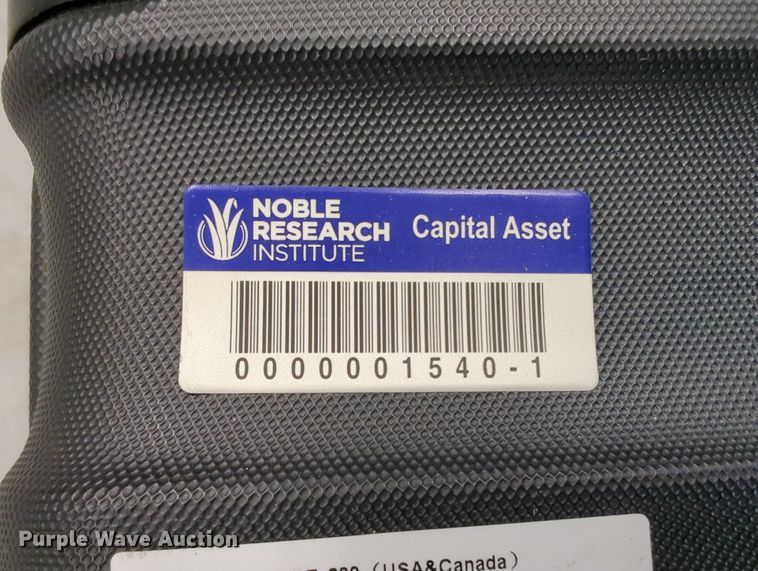 NOBLE
RESEARCH
INSTITUTE
Capital Asset
0000001540-1
(USA&Canada)
Purple Wave Auction